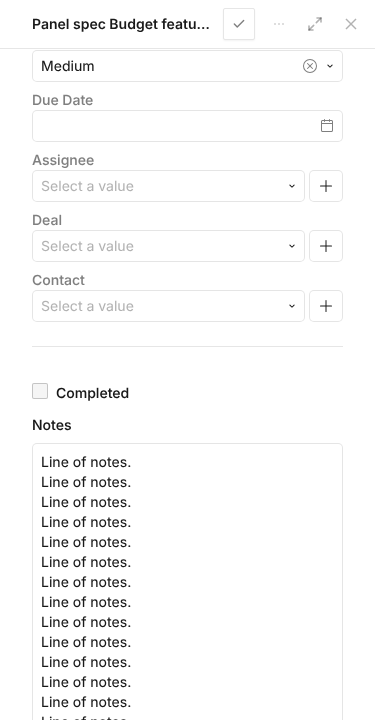 Panel spec Budget featu...
Medium
Due Date
Assignee
Select a value
Deal
Select a value
Contact
Select a value
Completed
Notes
Line of notes.
Line of notes.
Line of notes.
Line of notes.
Line of notes.
Line of notes.
Line of notes.
Line of notes.
Line of notes.
Line of notes.
Line of notes.
Line of notes.
Line of notes.
Line of notes.